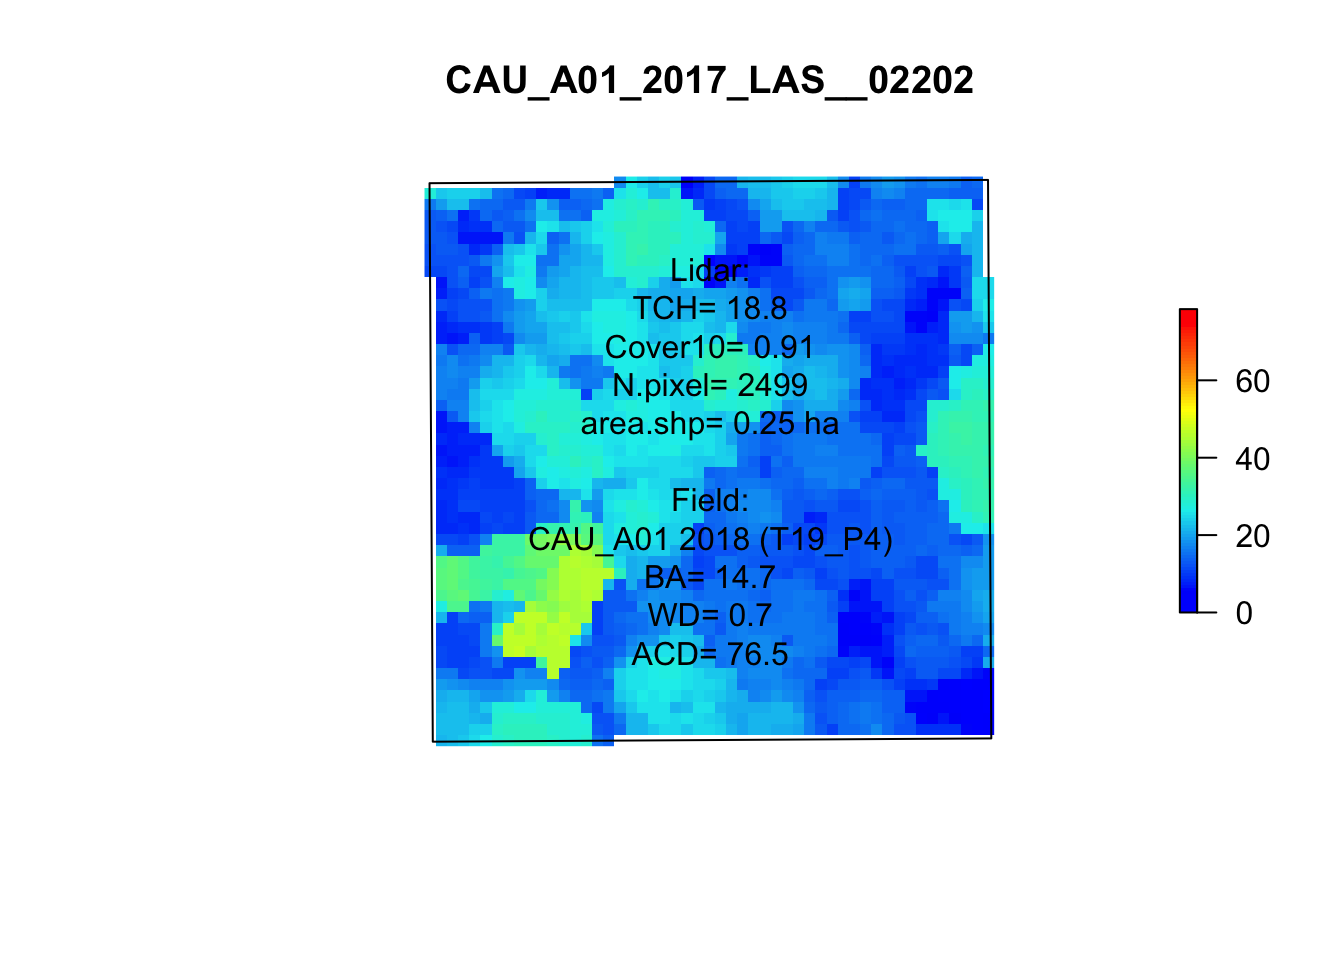 CAU_A01_2017_LAS__02202
Lidar:
TCH= 18.8
Cover10= 0.91
N.pixel= 2499
area.shp= 0.25 ha
Field:
CAU_A01 2018 (T19_P4)
BA= 14.7
WD= 0.7
ACD= 76.5
60
40
20
0